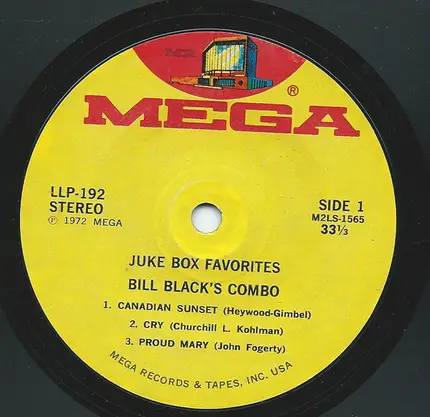 MEGA
®
LLP-192
STEREO
Ⓟ 1972 MEGA
SIDE 1
M2LS-1565
33⅓
JUKE BOX FAVORITES
BILL BLACK'S COMBO
1. CANADIAN SUNSET (Heywood-Gimbel)
2. CRY (Churchill L. Kohlman)
3. PROUD MARY (John Fogerty)
MEGA RECORDS & TAPES, INC. USA